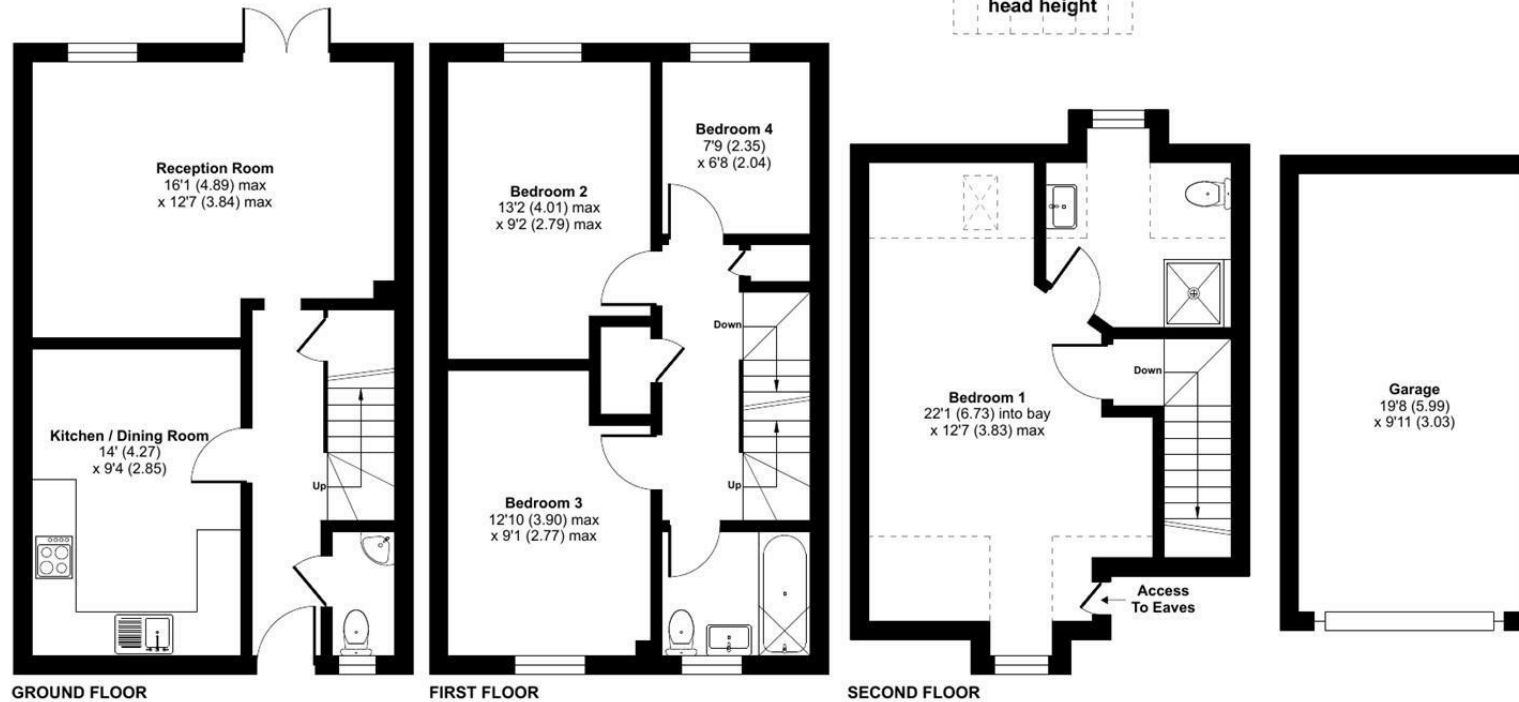 head height
Reception Room
16'1 (4.89) max
x 12'7 (3.84) max
Kitchen / Dining Room
14' (4.27)
x 9'4 (2.85)
Up
GROUND FLOOR
Bedroom 2
13'2 (4.01) max
x 9'2 (2.79) max
Bedroom 4
7'9 (2.35)
x 6'8 (2.04)
Down
Bedroom 3
12'10 (3.90) max
x 9'1 (2.77) max
Up
FIRST FLOOR
Bedroom 1
22'1 (6.73) into bay
x 12'7 (3.83) max
Down
Access
To Eaves
SECOND FLOOR
Garage
19'8 (5.99)
x 9'11 (3.03)